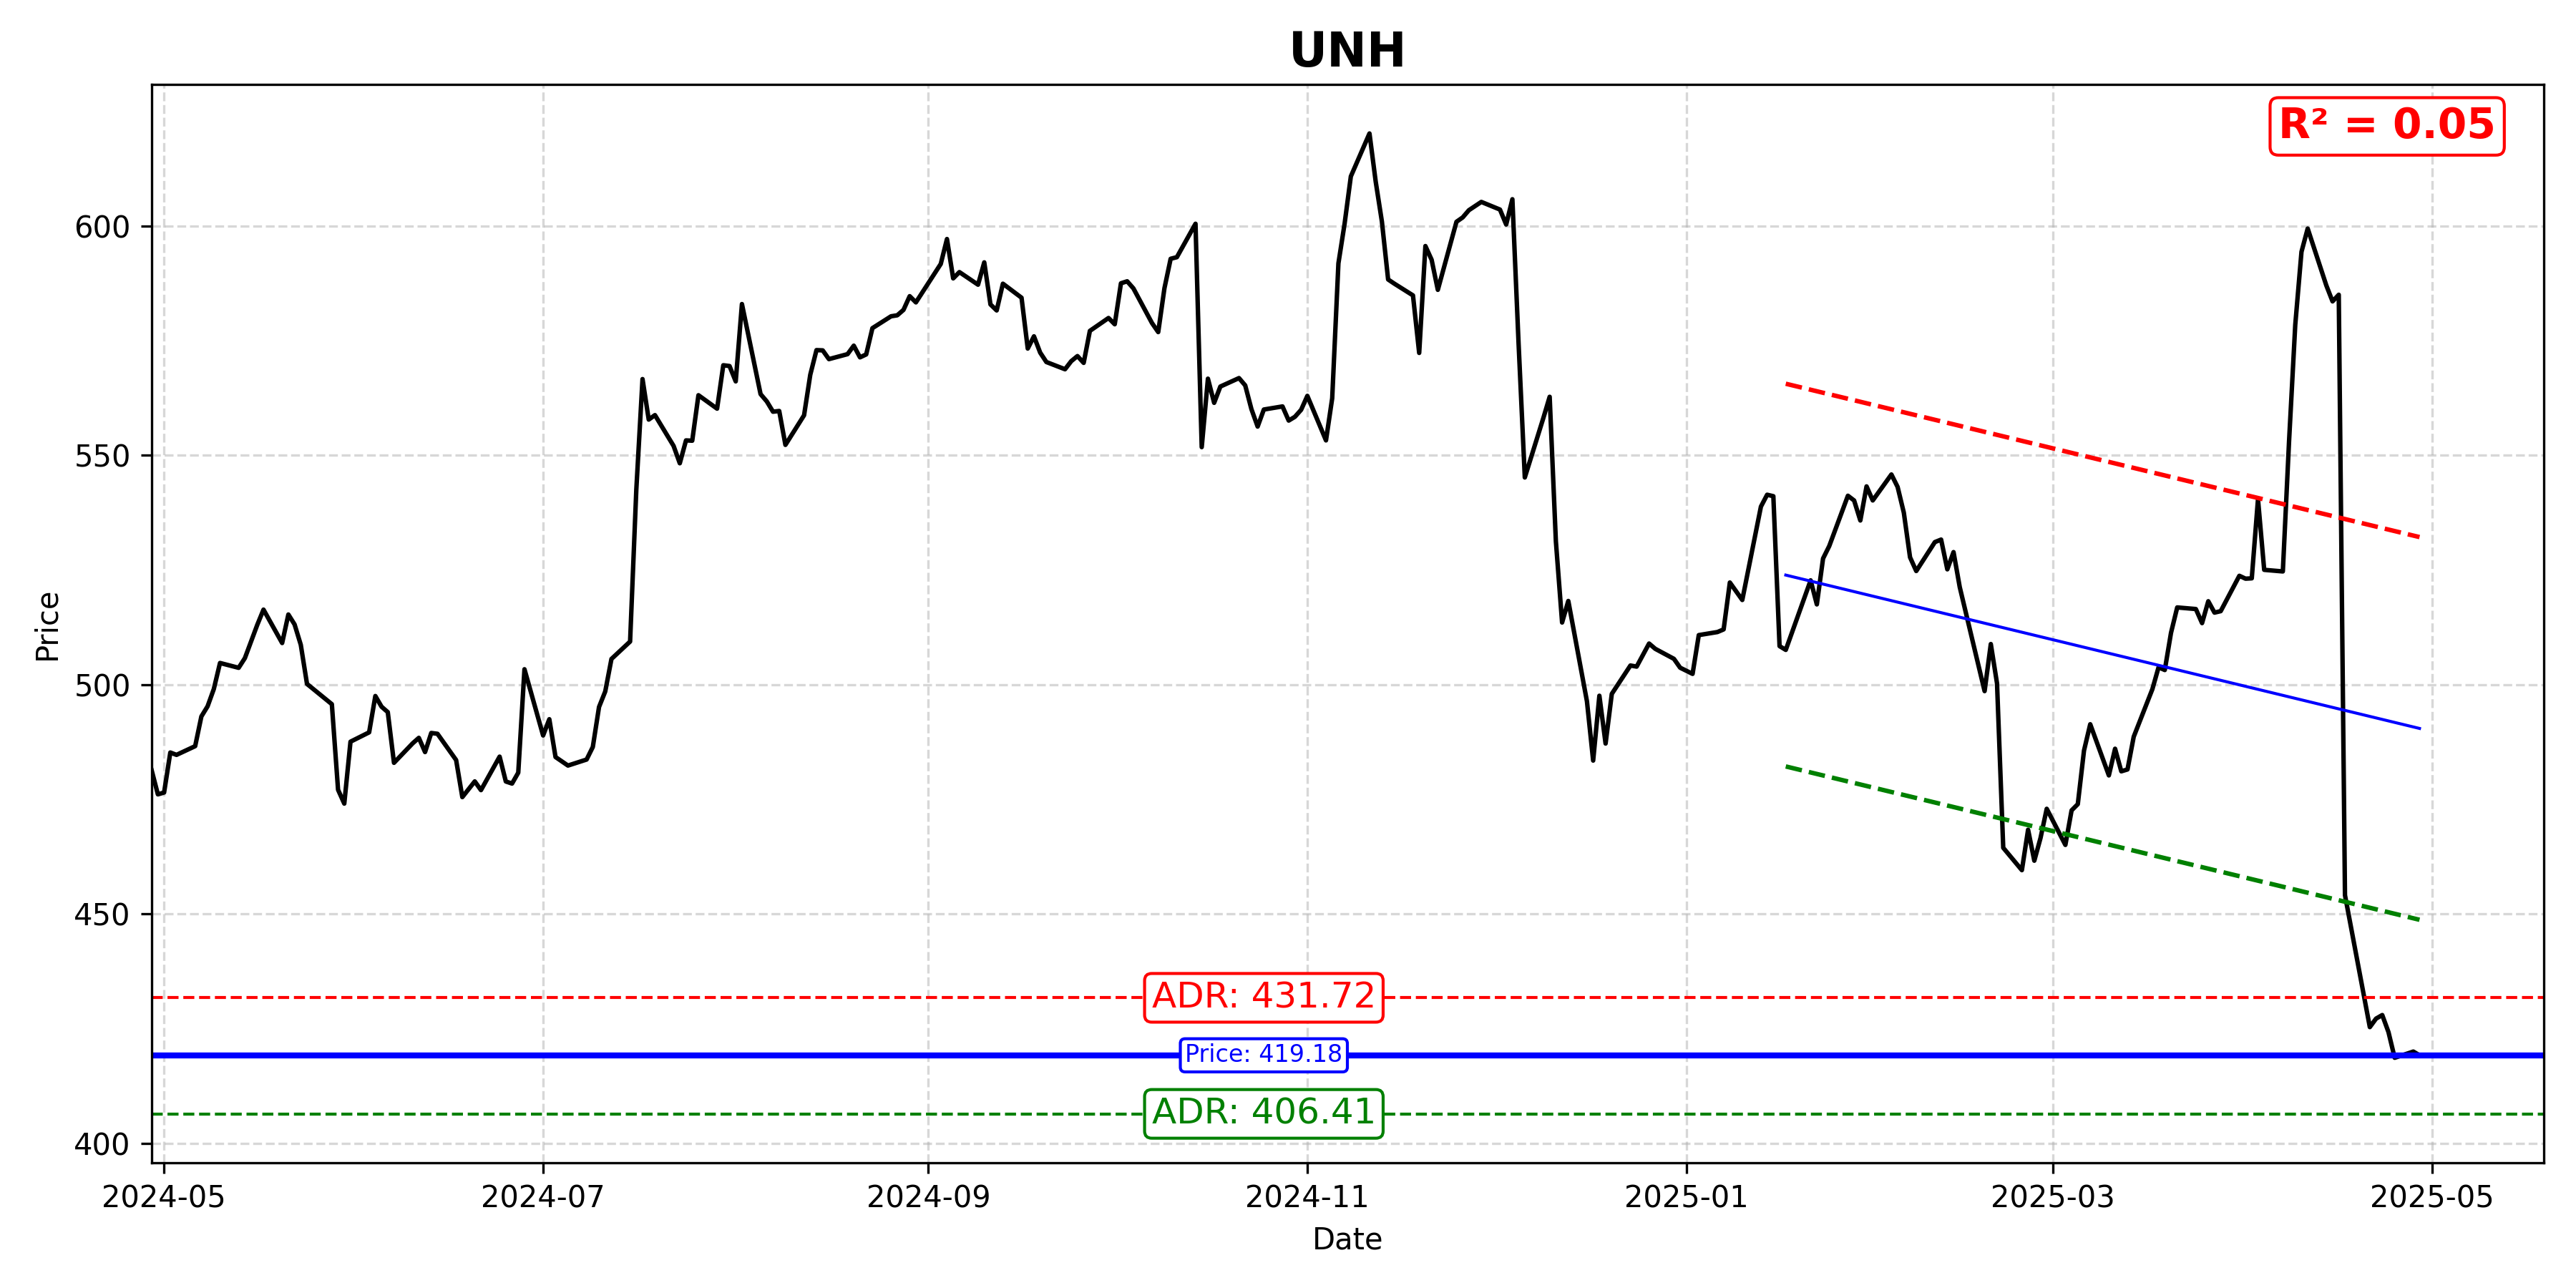 UNH
R² = 0.05
600
550
500
450
400
Price
ADR: 431.72
Price: 419.18
ADR: 406.41
2024-05
2024-07
2024-09
2024-11
2025-01
2025-03
2025-05
Date